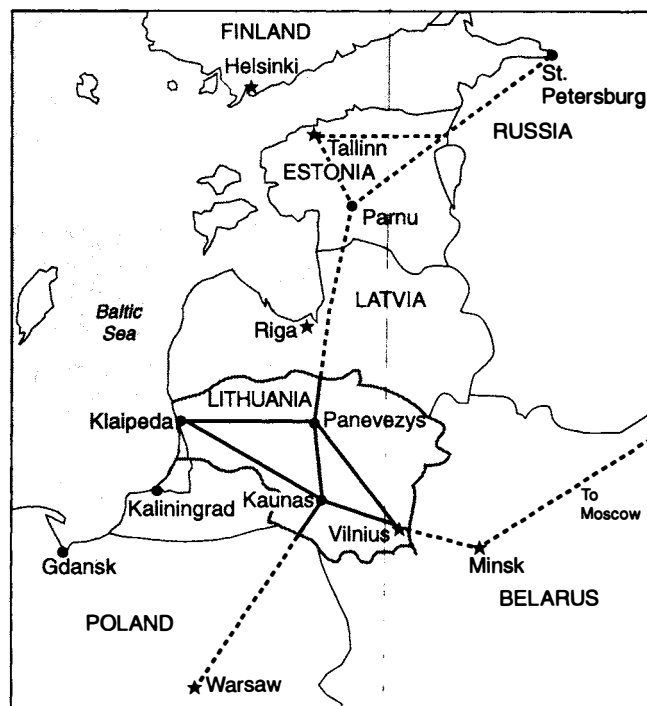 FINLAND
Helsinki
St.
Petersburg
RUSSIA
Tallinn
ESTONIA
Parnu
LATVIA
Baltic
Sea
Riga
LITHUANIA
Klaipeda
Panevezys
Kaunas
Kaliningrad
To
Moscow
Vilnius
Gdansk
Minsk
BELARUS
POLAND
Warsaw